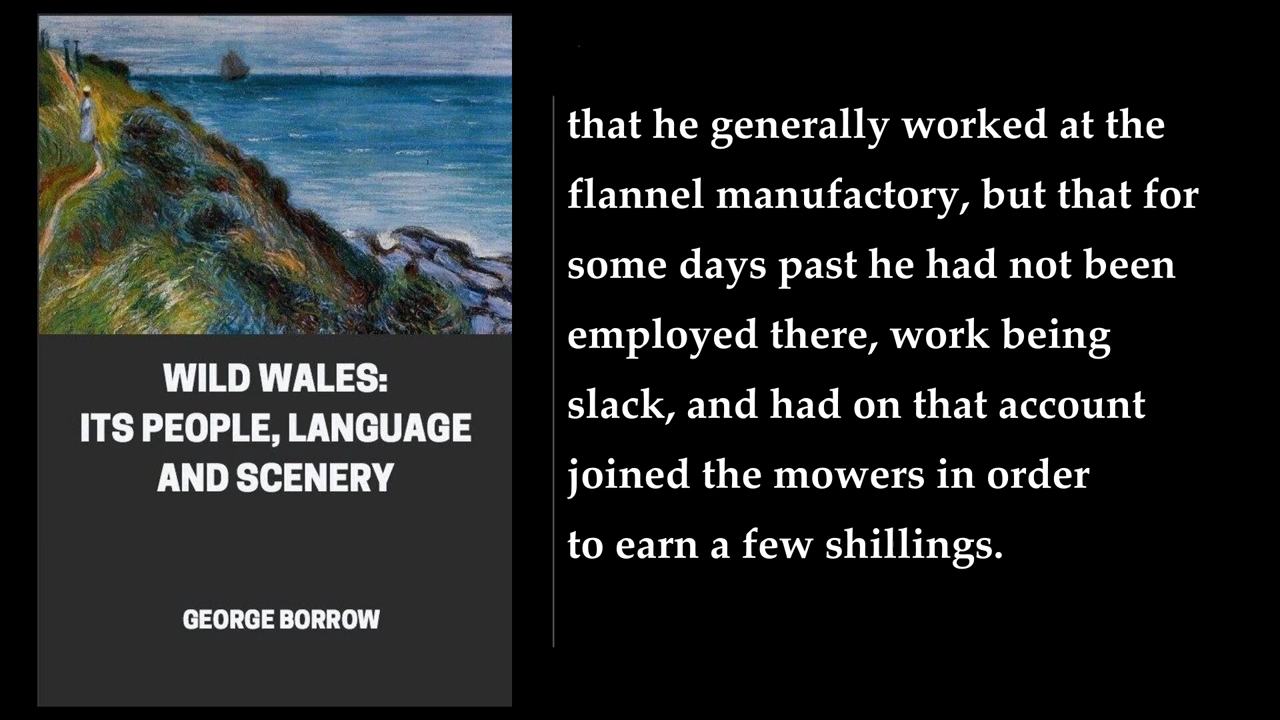 WILD WALES:
ITS PEOPLE, LANGUAGE
AND SCENERY
GEORGE BORROW
that he generally worked at the
flannel manufactory, but that for
some days past he had not been
employed there, work being
slack, and had on that account
joined the mowers in order
to earn a few shillings.